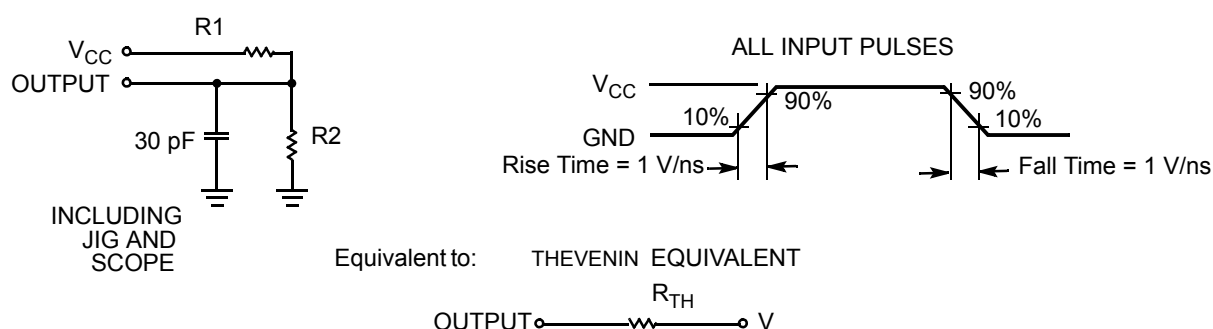 R1
VCC
OUTPUT
30 pF
R2
INCLUDING
JIG AND
SCOPE
ALL INPUT PULSES
VCC
GND
10%
90%
90%
10%
Rise Time = 1 V/ns
Fall Time = 1 V/ns
Equivalent to: THEVENIN EQUIVALENT
RTH
OUTPUT V